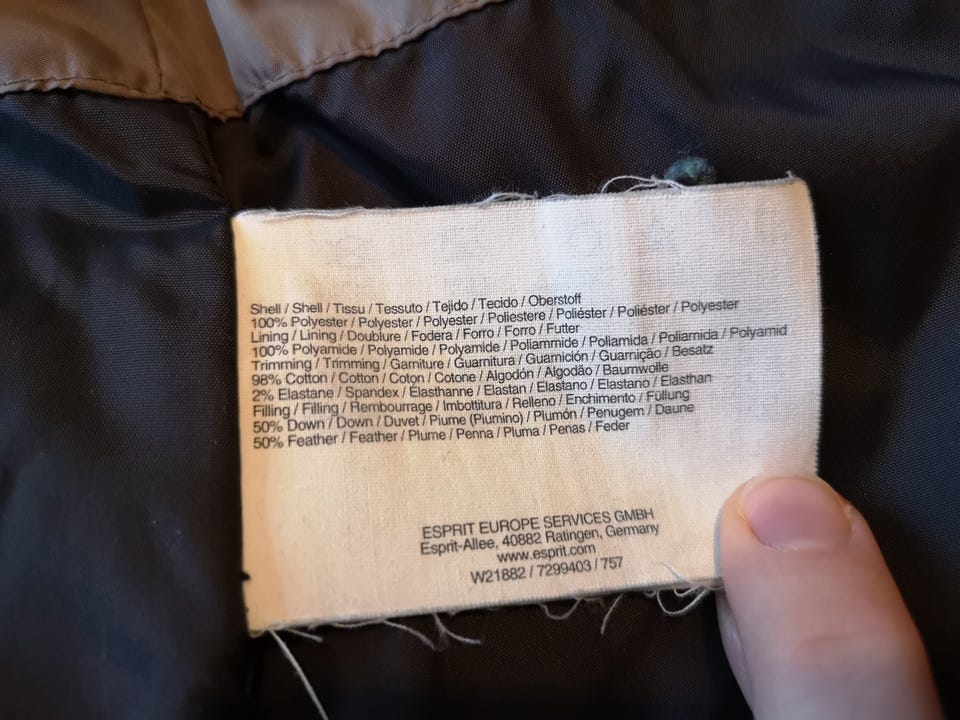 Shell / Shell / Tissu / Tessuto / Tejido / Tecido / Oberstoff
100% Polyester / Polyester / Polyester / Poliestere / Poliéster / Poliéster / Polyester
Lining / Lining / Doublure / Fodera / Forro / Forro / Futter
100% Polyamide / Polyamide / Polyamide / Poliammide / Poliamida / Poliamida / Polyamid
Trimming / Trimming / Garniture / Guarnitura / Guarnición / Guarnição / Besatz
98% Cotton / Cotton / Coton / Cotone / Algodón / Algodão / Baumwolle
2% Elastane / Spandex / Élasthanne / Elastan / Elastano / Elastano / Elasthan
Filling / Filling / Rembourrage / Imbottitura / Relleno / Enchimento / Füllung
50% Down / Down / Duvet / Piume (Piumino) / Plumón / Penugem / Daune
50% Feather / Feather / Plume / Penna / Pluma / Penas / Feder
ESPRIT EUROPE SERVICES GMBH
Esprit-Allee, 40882 Ratingen, Germany
www.esprit.com
W21882 / 7299403 / 757